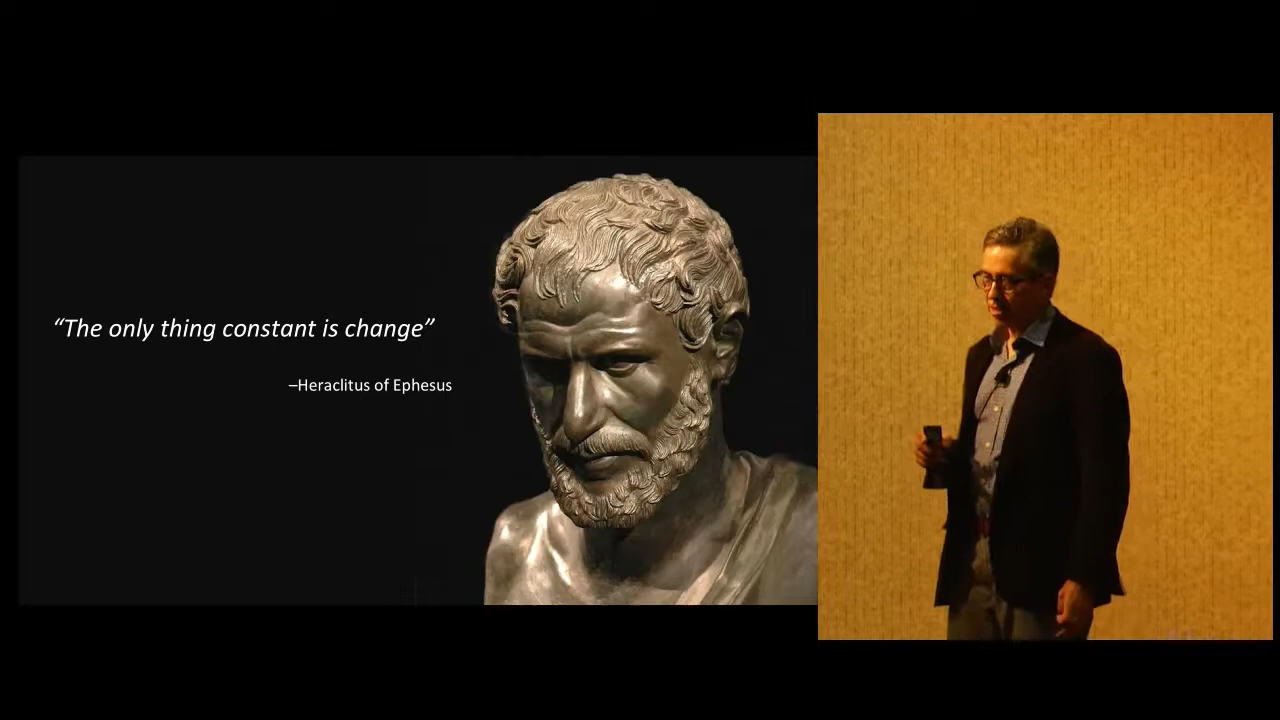 “The only thing constant is change”
–Heraclitus of Ephesus